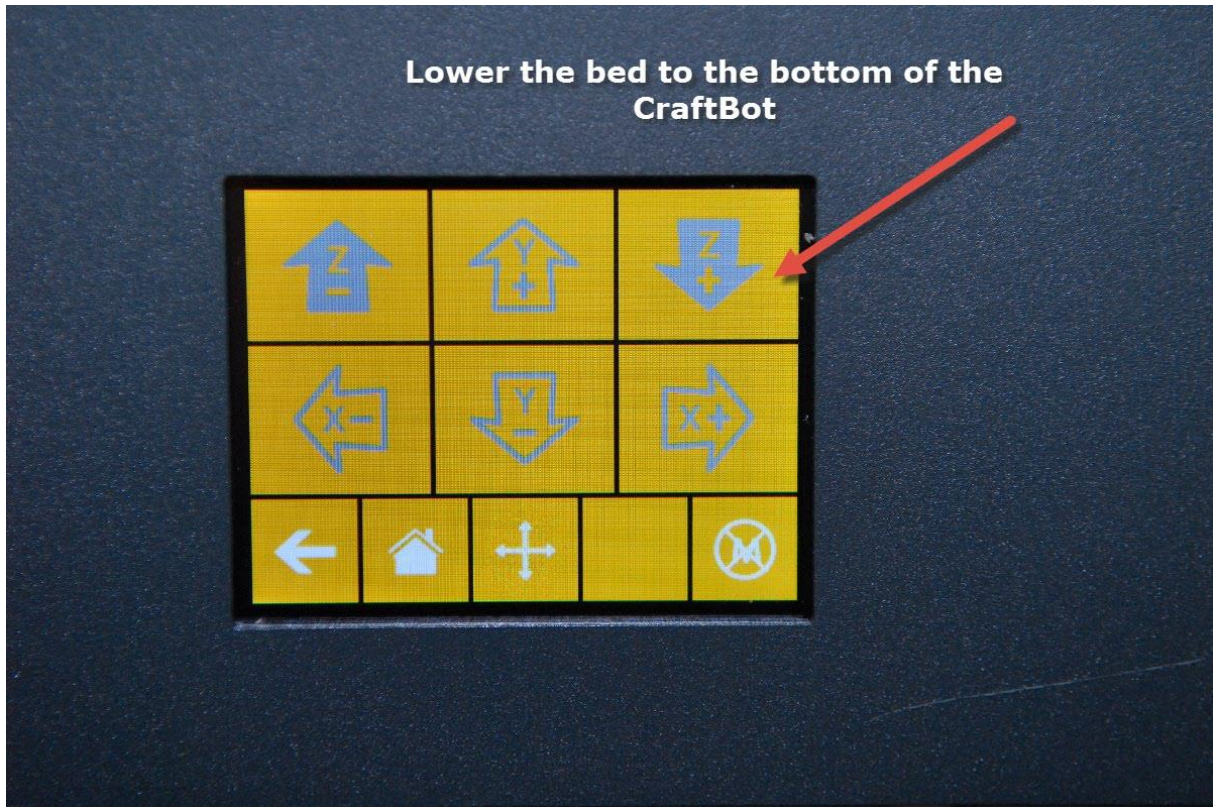 Lower the bed to the bottom of the
CraftBot
Z
-
Y
+
Z
+
X-
Y
-
X+
M